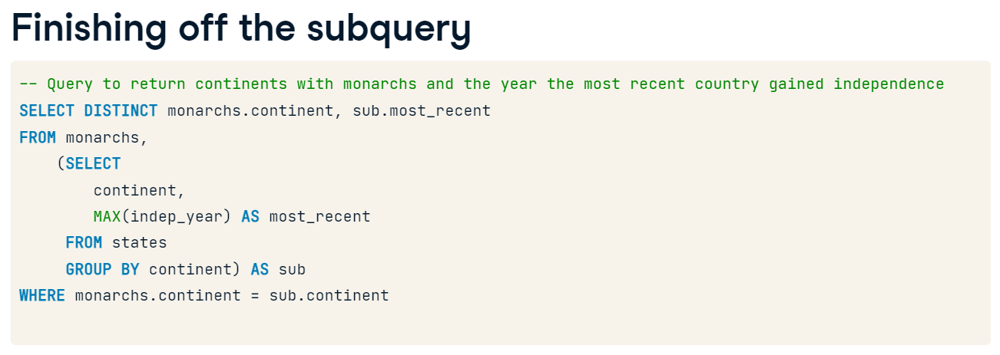 Finishing off the subquery
-- Query to return continents with monarchs and the year the most recent country gained independence
SELECT DISTINCT monarchs.continent, sub.most_recent
FROM monarchs,
    (SELECT
        continent,
        MAX(indep_year) AS most_recent
     FROM states
     GROUP BY continent) AS sub
WHERE monarchs.continent = sub.continent